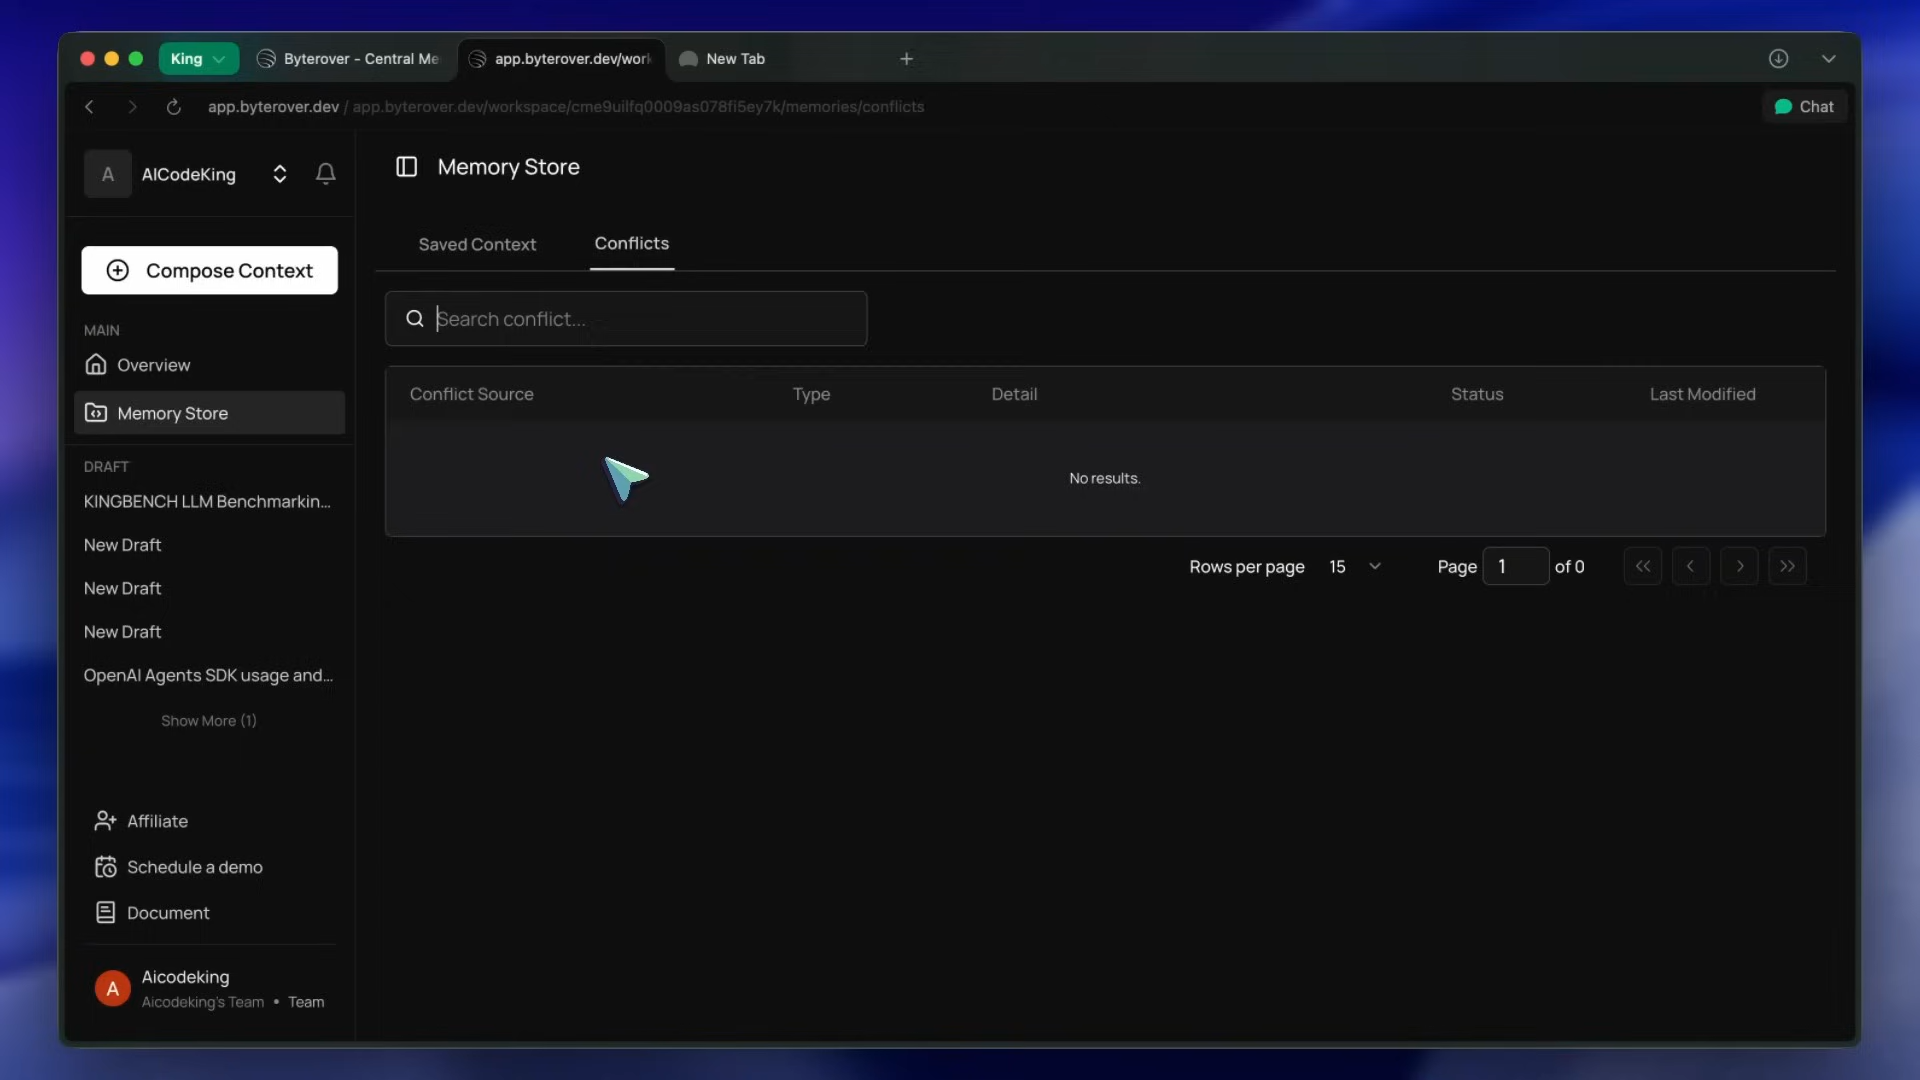 King
Byterover - Central Me
app.byterover.dev/work
New Tab
app.byterover.dev / app.byterover.dev/workspace/cme9uilfq0009as078fi5ey7k/memories/conflicts
Chat
A
AICodeKing
Memory Store
Saved Context
Conflicts
Compose Context
Search conflict...
MAIN
Overview
Memory Store
Conflict Source
Type
Detail
Status
Last Modified
No results.
Rows per page 15
Page 1 of 0
DRAFT
KINGBENCH LLM Benchmarkin...
New Draft
New Draft
New Draft
OpenAI Agents SDK usage and...
Show More (1)
Affiliate
Schedule a demo
Document
A
Aicodeking
Aicodeking's Team • Team